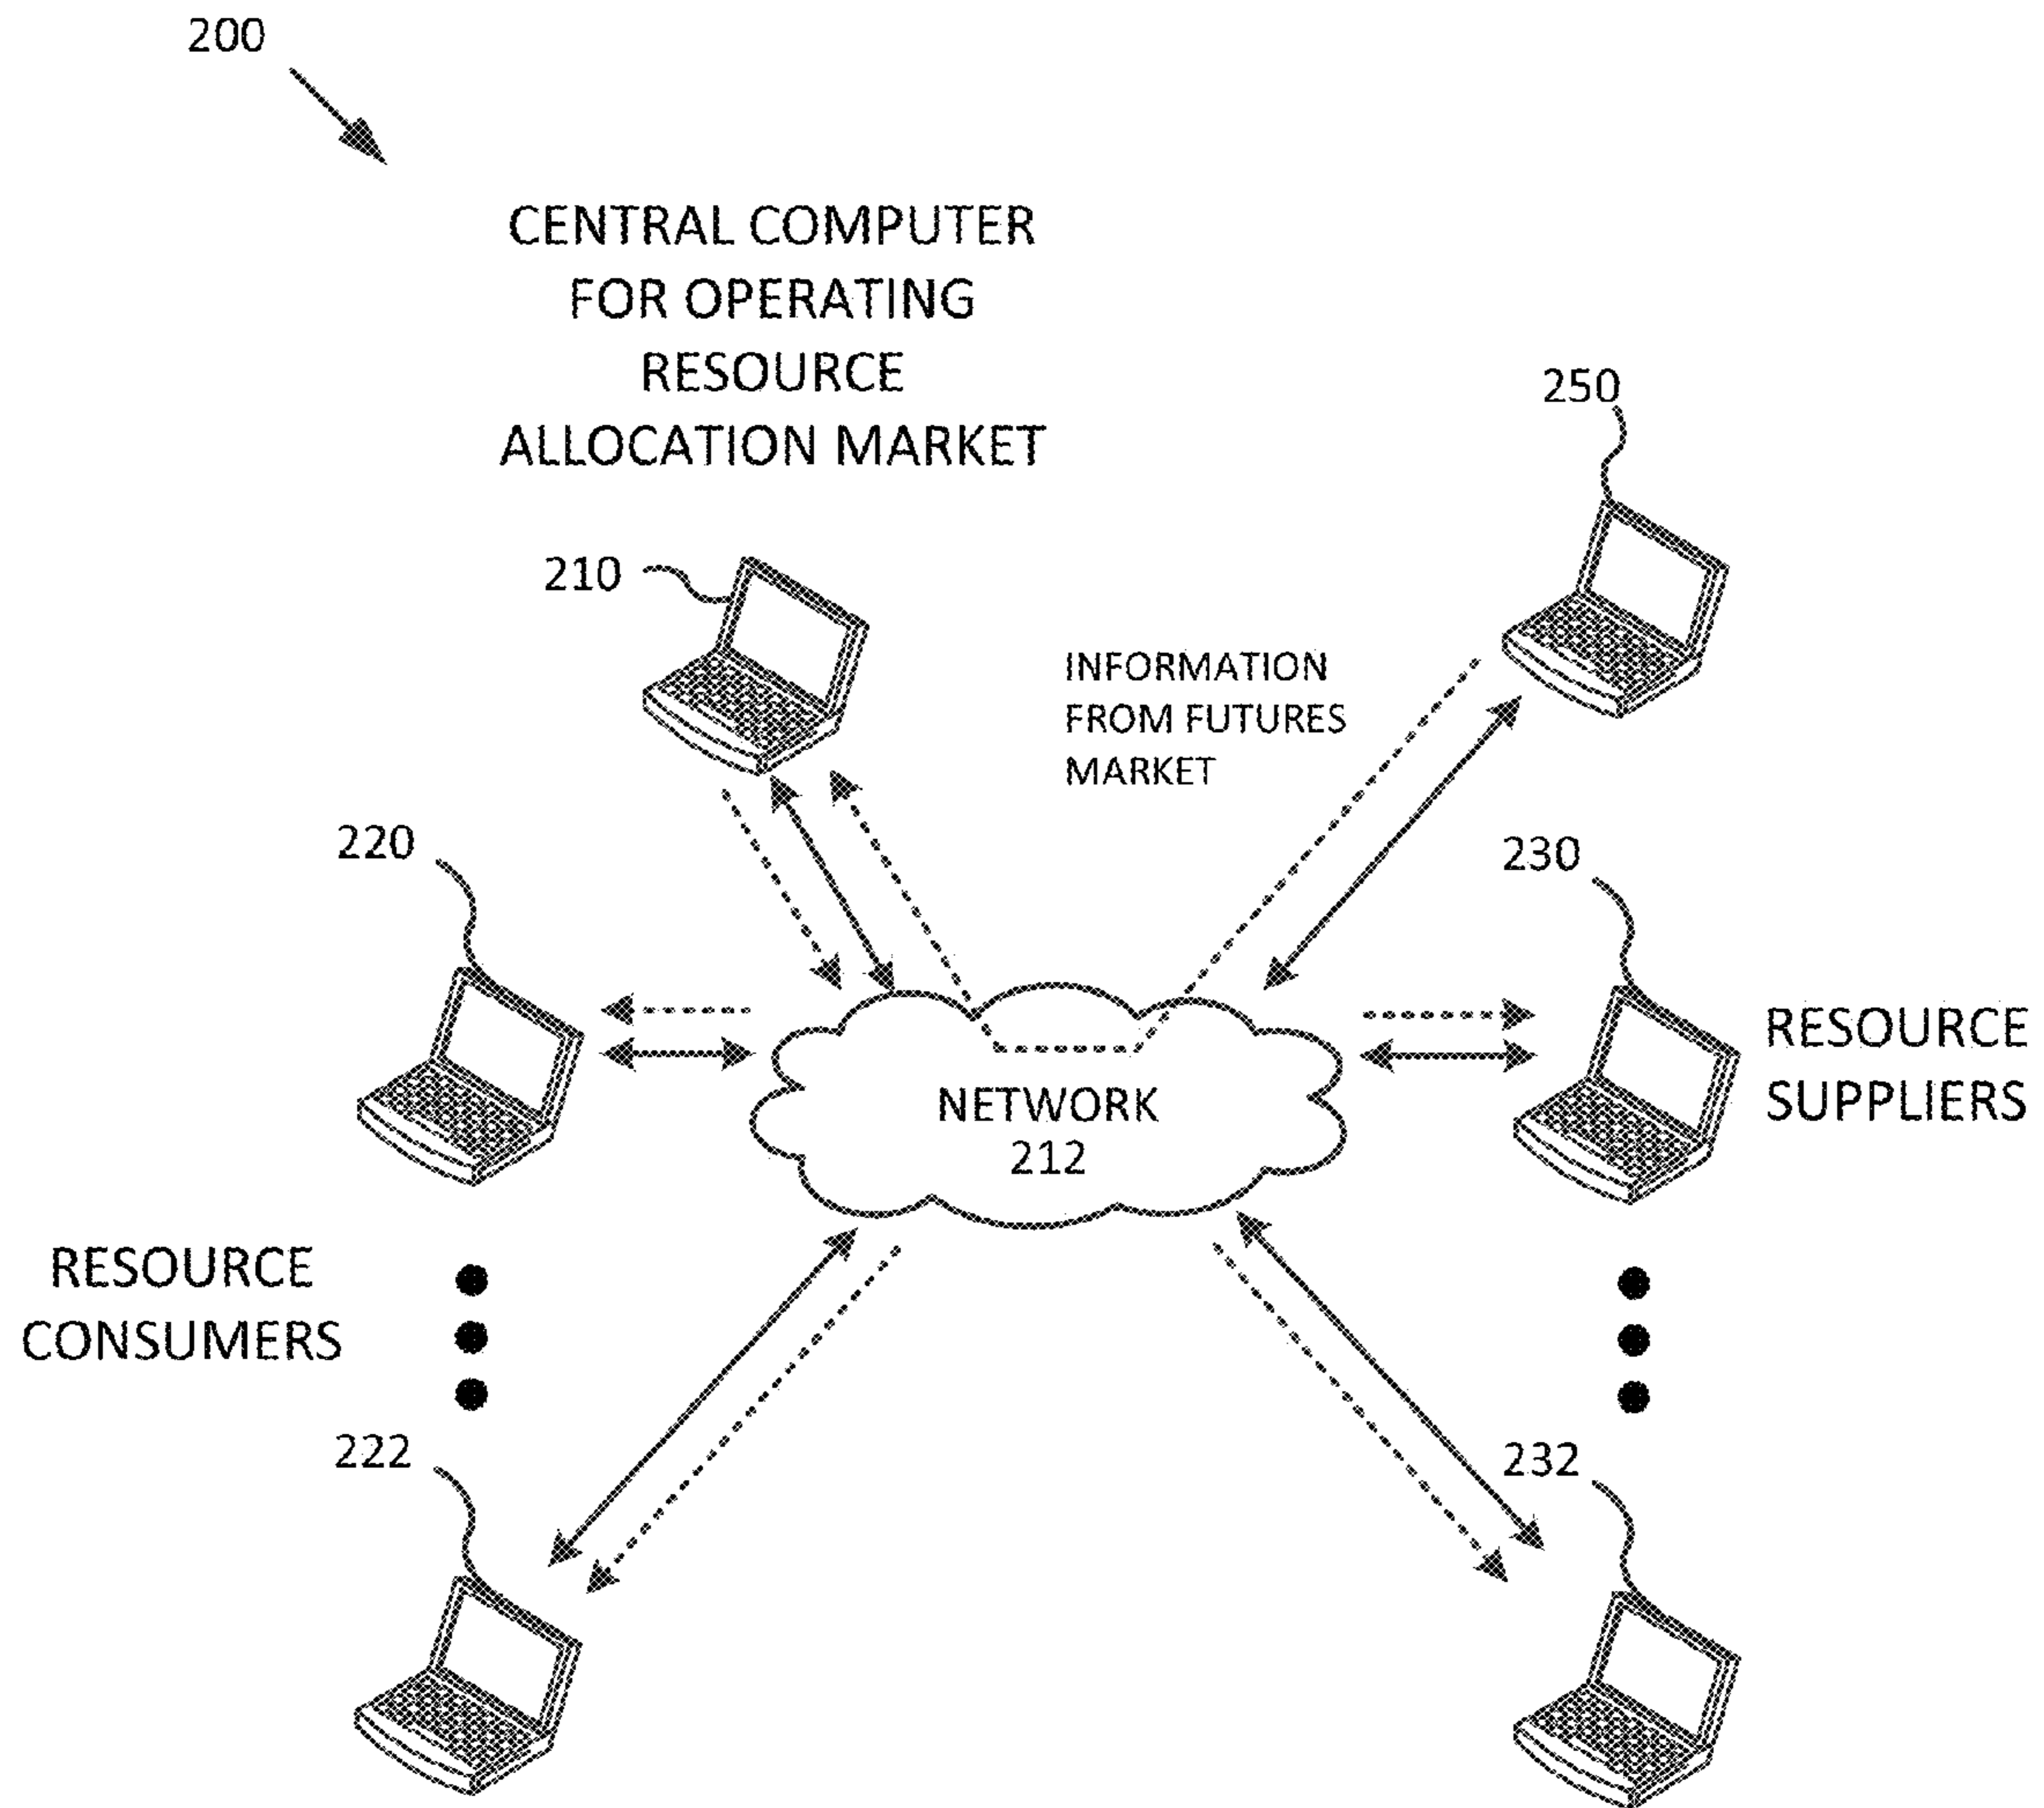 200
CENTRAL COMPUTER
FOR OPERATING
RESOURCE
ALLOCATION MARKET
250
210
INFORMATION
FROM FUTURES
MARKET
220
230
RESOURCE
SUPPLIERS
NETWORK
212
RESOURCE
CONSUMERS
222
232